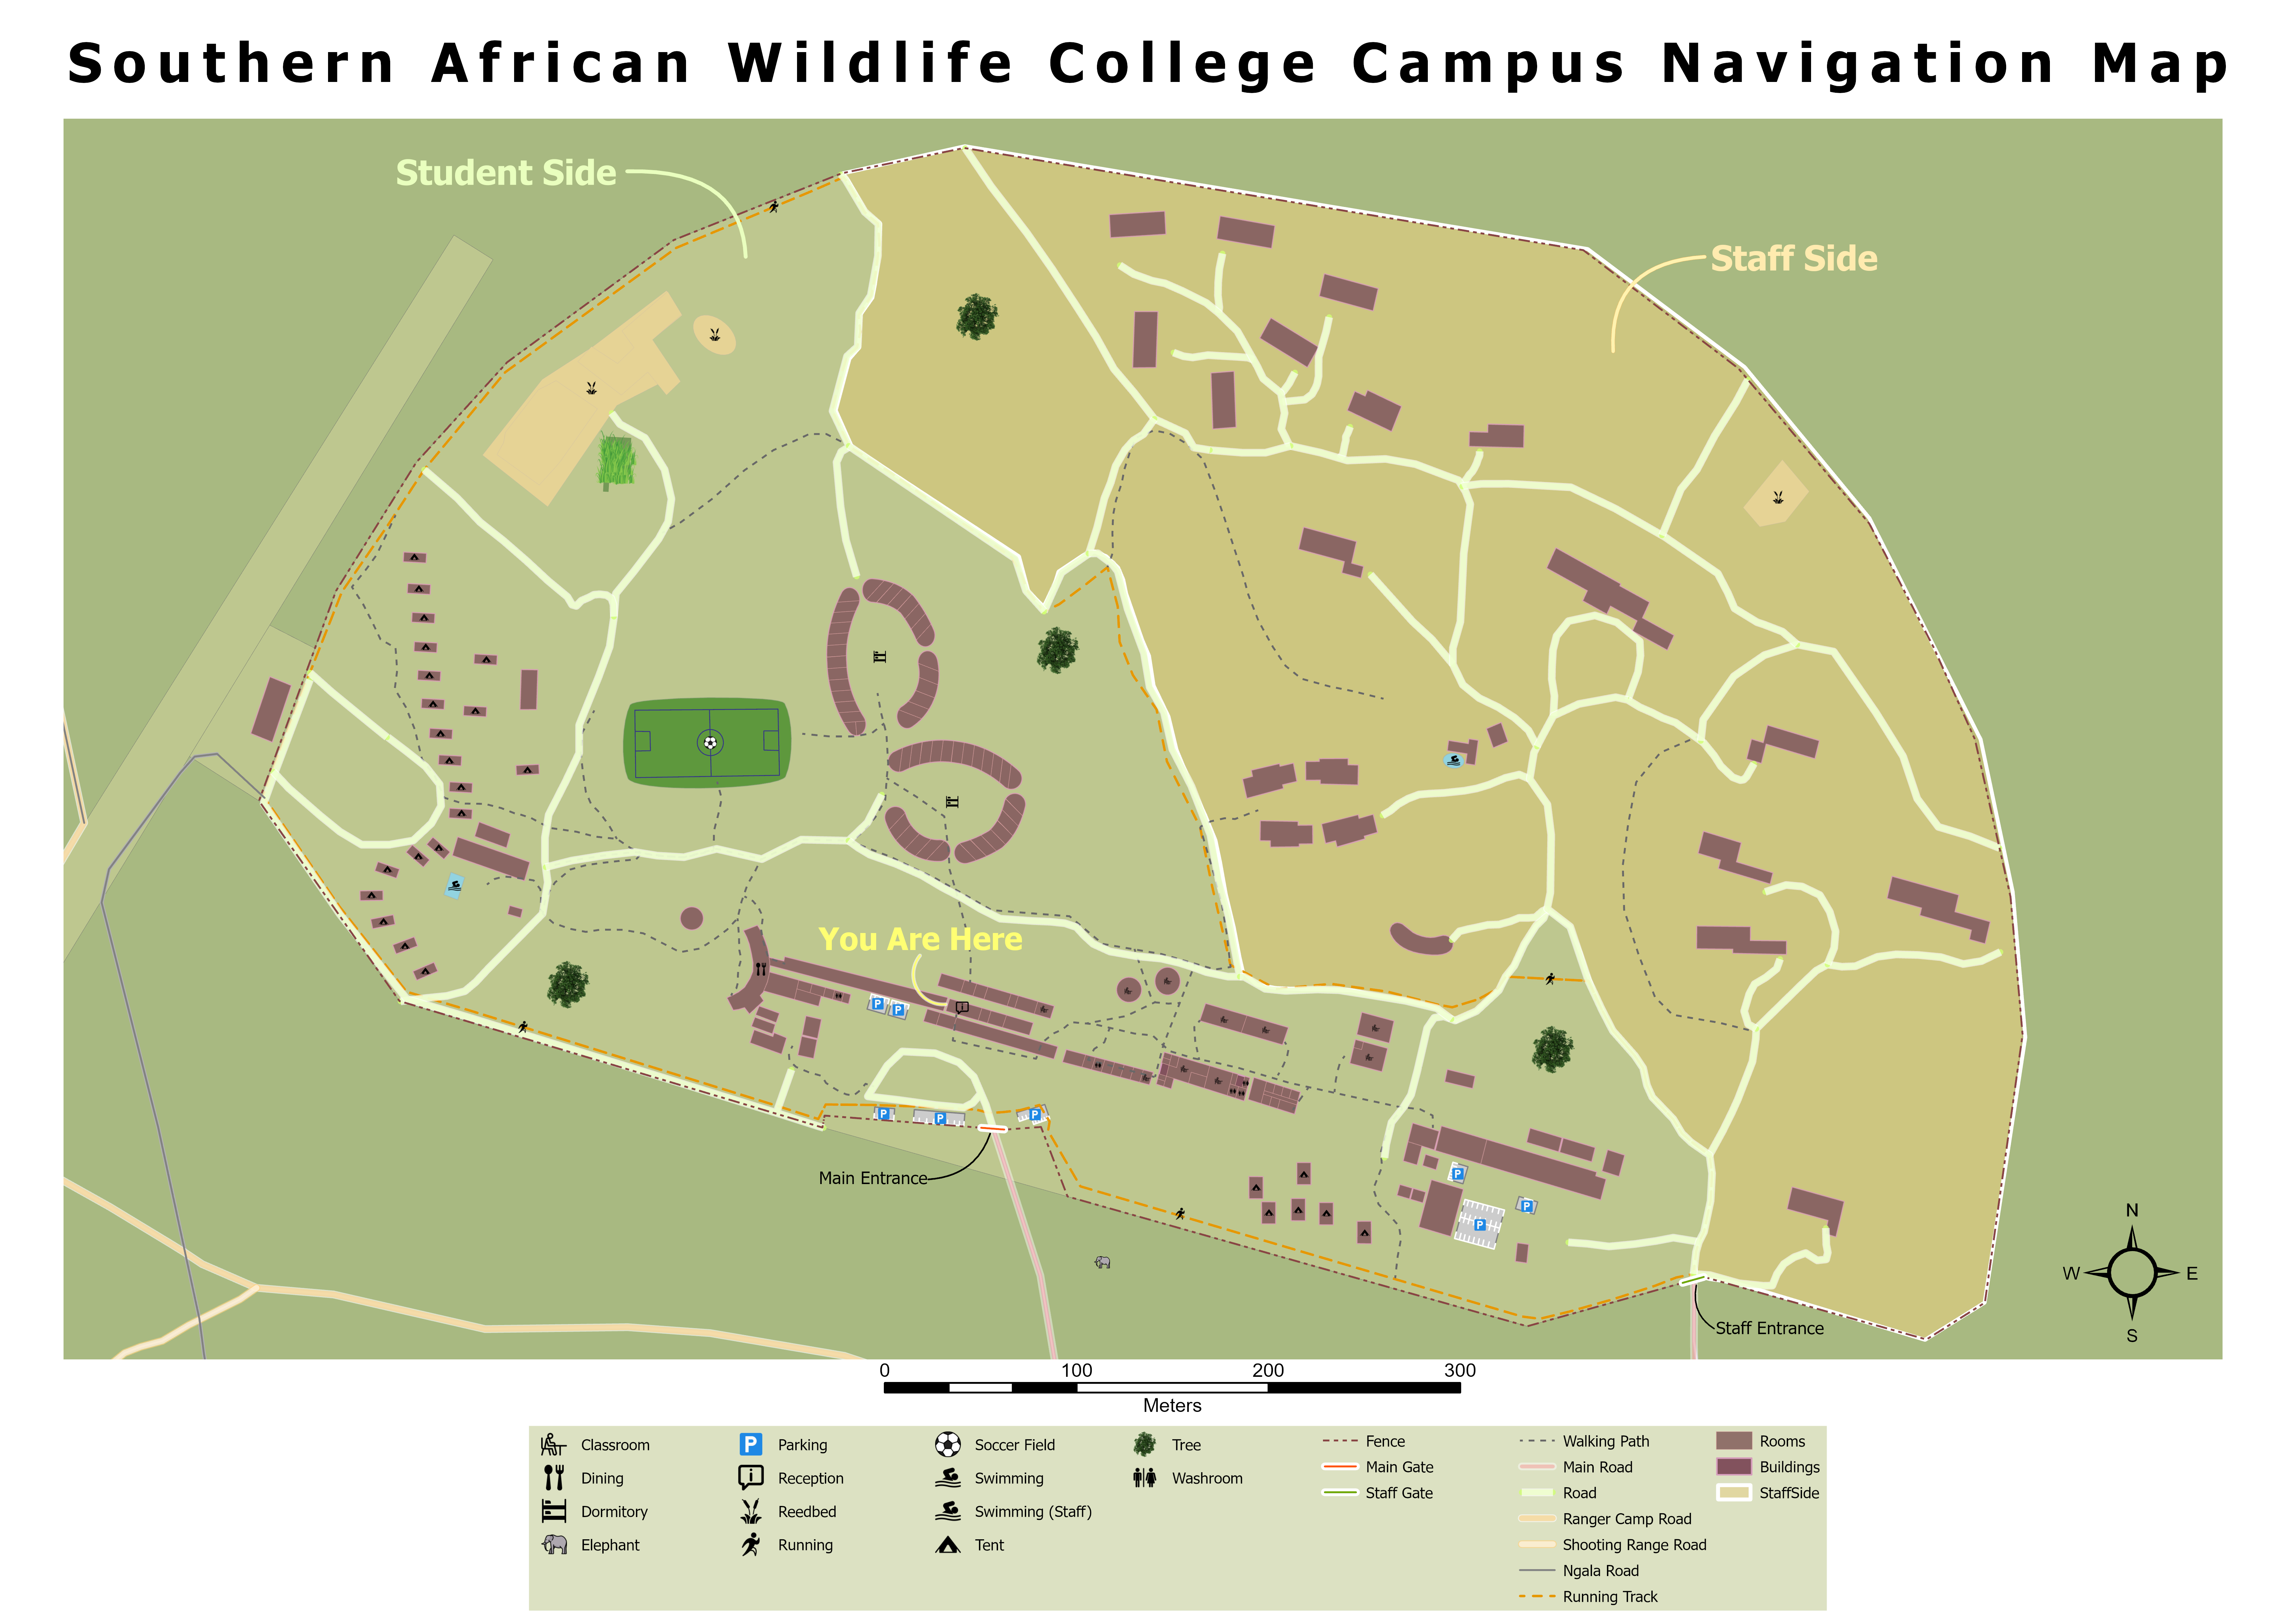 Southern African Wildlife College Campus Navigation Map
Student Side
Staff Side
You Are Here
P P
P P P
Main Entrance
P
P
P
N
W E
S
Staff Entrance
0 100 200 300
Meters
Classroom
Dining
Dormitory
Elephant
P Parking
Reception
Reedbed
Running
Soccer Field
Swimming
Swimming (Staff)
Tent
Tree
Washroom
Fence
Main Gate
Staff Gate
Walking Path
Main Road
Road
Ranger Camp Road
Shooting Range Road
Ngala Road
Running Track
Rooms
Buildings
StaffSide